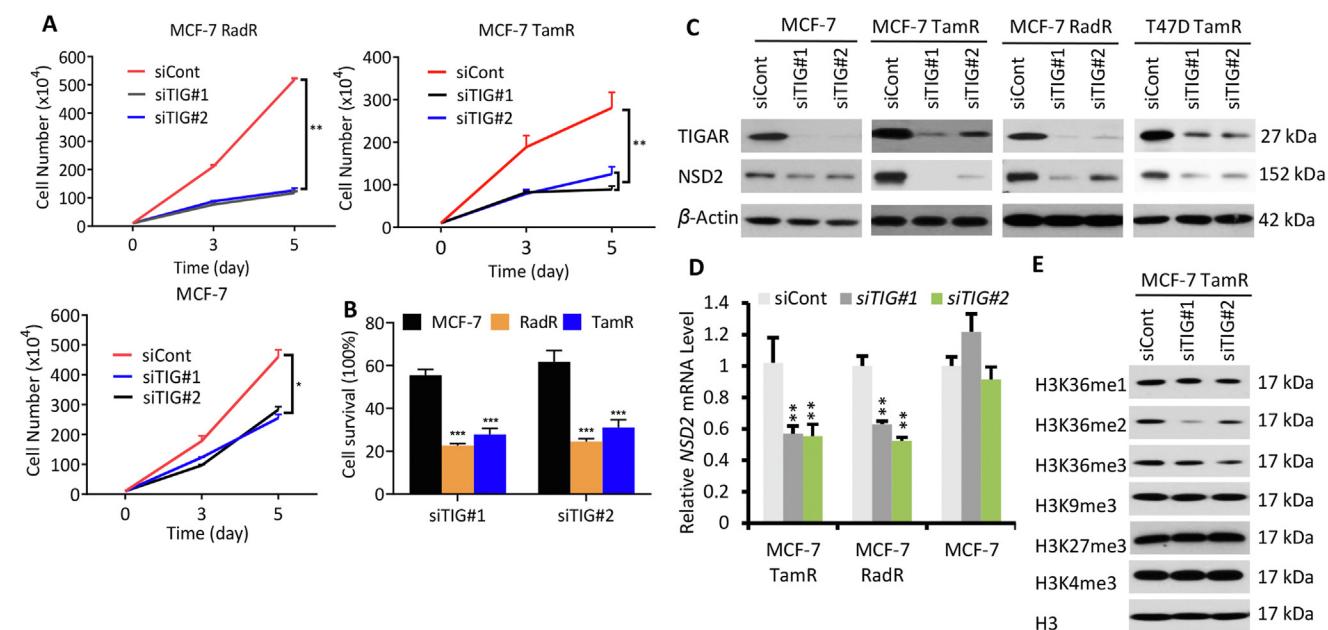 A
MCF-7 RadR
Cell Number (x10⁴)
600
500
400
300
200
100
0
siCont
siTIG#1
siTIG#2
**
0 3 5
Time (day)
MCF-7 TamR
Cell Number (x10⁴)
400
300
200
100
0
siCont
siTIG#1
siTIG#2
**
0 3 5
Time (day)
MCF-7
Cell Number (x10⁴)
600
500
400
300
200
100
0
siCont
siTIG#1
siTIG#2
*
0 3 5
Time (day)
B
Cell survival (100%)
80
60
40
20
0
MCF-7 RadR TamR
*** *** *** ***
siTIG#1 siTIG#2
C
MCF-7 MCF-7 TamR MCF-7 RadR T47D TamR
siCont siTIG#1 siTIG#2 siCont siTIG#1 siTIG#2 siCont siTIG#1 siTIG#2 siCont siTIG#1 siTIG#2
TIGAR 27 kDa
NSD2 152 kDa
β-Actin 42 kDa
D
Relative NSD2 mRNA Level
1.4
1.2
1
0.8
0.6
0.4
0.2
0
siCont siTIG#1 siTIG#2
** ** ** **
MCF-7 MCF-7 MCF-7
TamR RadR
E
MCF-7 TamR
siCont siTIG#1 siTIG#2
H3K36me1 17 kDa
H3K36me2 17 kDa
H3K36me3 17 kDa
H3K9me3 17 kDa
H3K27me3 17 kDa
H3K4me3 17 kDa
H3 17 kDa